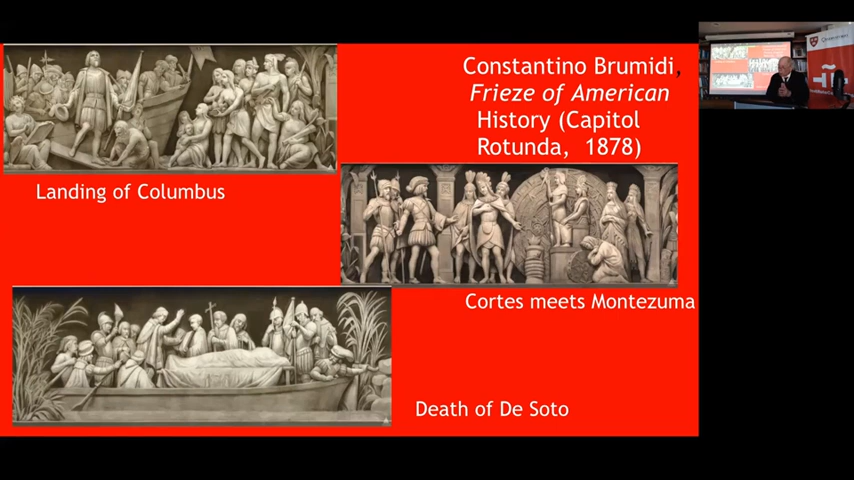 Constantino Brumidi,
Frieze of American
History (Capitol
Rotunda, 1878)
Landing of Columbus
Cortes meets Montezuma
Death of De Soto